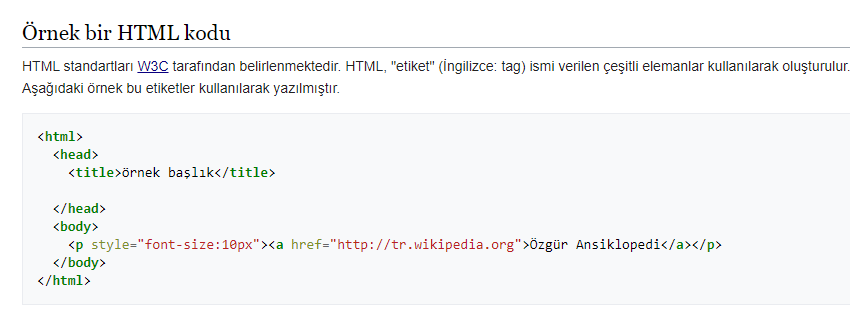 Örnek bir HTML kodu
HTML standartları W3C tarafından belirlenmektedir. HTML, "etiket" (İngilizce: tag) ismi verilen çeşitli elemanlar kullanılarak oluşturulur.
Aşağıdaki örnek bu etiketler kullanılarak yazılmıştır.
<html>
  <head>
    <title>örnek başlık</title>

  </head>
  <body>
    <p style="font-size:10px"><a href="http://tr.wikipedia.org">Özgür Ansiklopedi</a></p>
  </body>
</html>